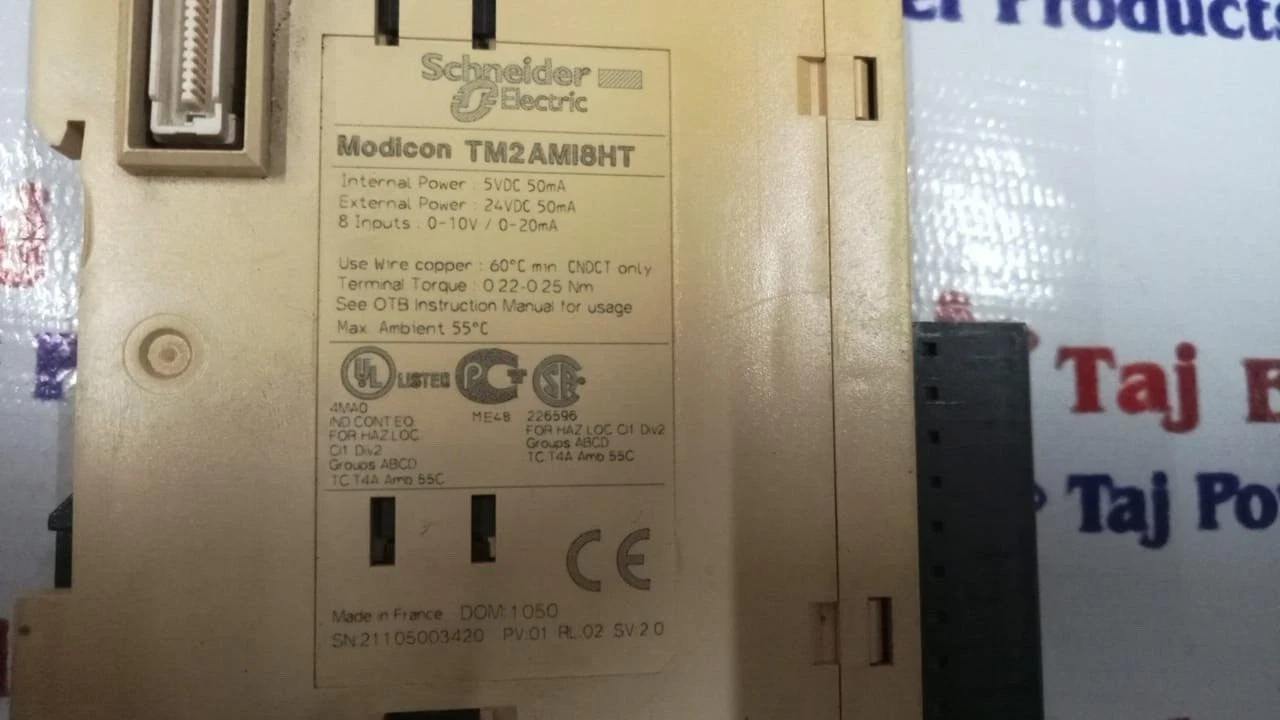 er Products
Schneider
Electric
Modicon TM2AMI8HT
Internal Power : 5VDC 50mA
External Power : 24VDC 50mA
8 Inputs : 0-10V / 0-20mA
Use Wire copper : 60°C min. CNDCT only
Terminal Torque : 0.22-0.25 Nm
See OTB Instruction Manual for usage
Max. Ambient 55°C
UL LISTED
4MA0
IND.CONT.EQ.
FOR HAZ.LOC
Cl1 Div2
Groups ABCD
TC T4A Amb 55C
ME48
226596
FOR HAZ LOC Cl1 Div2
Groups ABCD
TC T4A Amb 55C
CE
Made in France DOM:1050
SN:21105003420 PV:01 RL:02 SV:2.0
Taj E
Taj Po